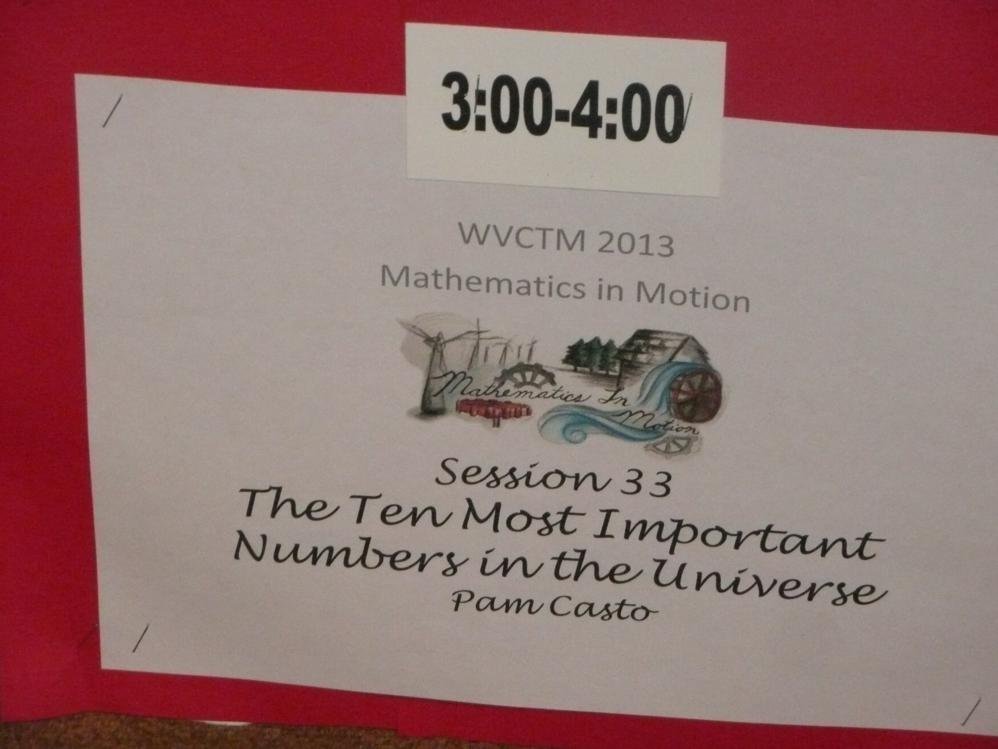 3:00-4:00
WVCTM 2013
Mathematics in Motion
Mathematics In
Motion
Session 33
The Ten Most Important
Numbers in the Universe
Pam Casto